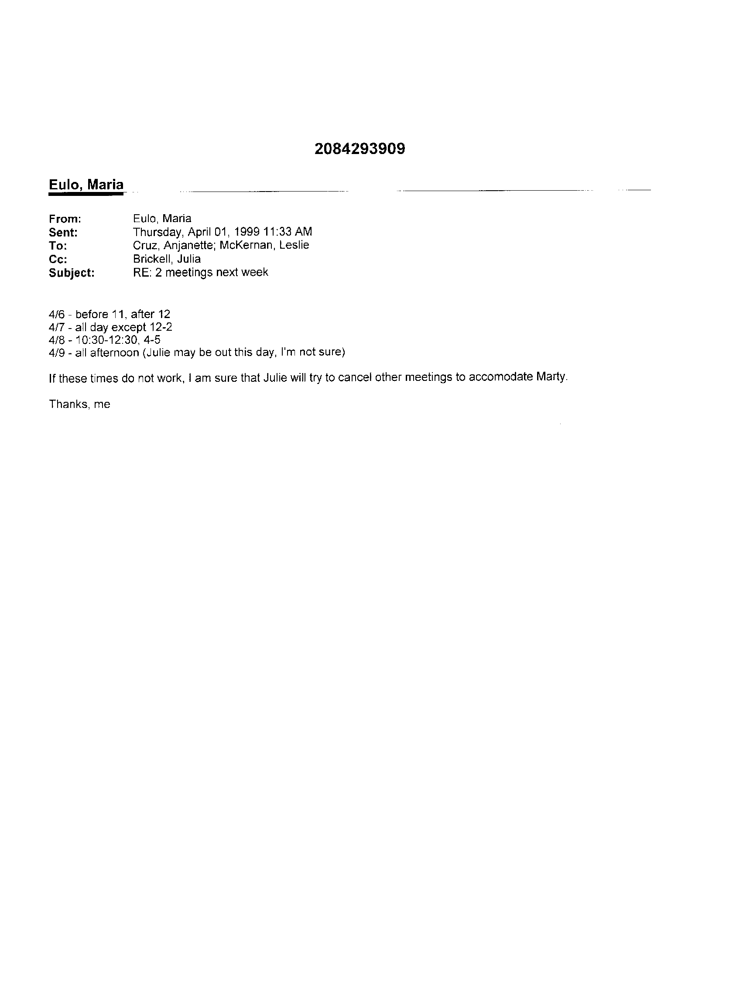 2084293909
Eulo, Maria
From: Eulo, Maria
Sent: Thursday, April 01, 1999 11:33 AM
To: Cruz, Anjanette; McKernan, Leslie
Cc: Brickell, Julia
Subject: RE: 2 meetings next week
4/6 - before 11, after 12
4/7 - all day except 12-2
4/8 - 10:30-12:30, 4-5
4/9 - all afternoon (Julie may be out this day, I'm not sure)
If these times do not work, I am sure that Julie will try to cancel other meetings to accomodate Marty.
Thanks, me